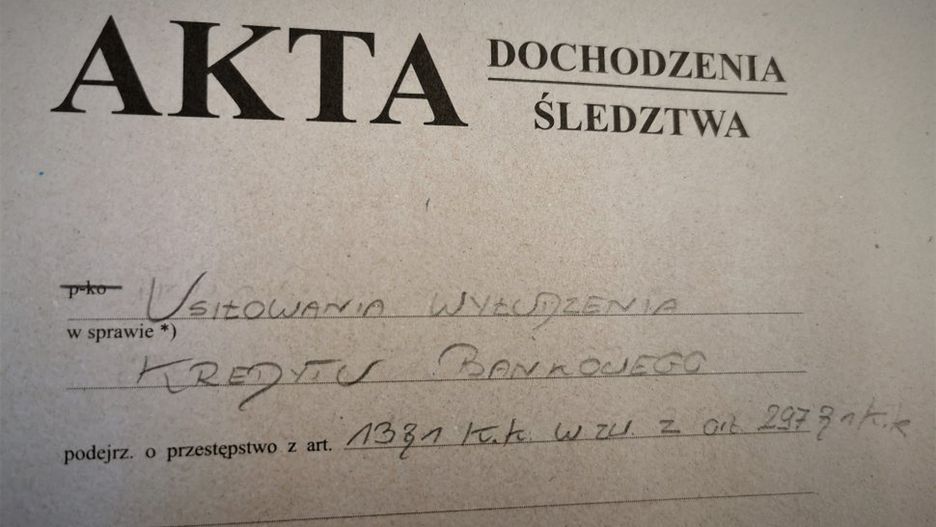 AKTA DOCHODZENIA
ŚLEDZTWA
p-ko
USIŁOWANIA WYŁUDZENIA
w sprawie *)
KREDYTU BANKOWEGO
podejrz. o przestępstwo z art. 13§1 k.k. w zw. z art. 297§1 k.k